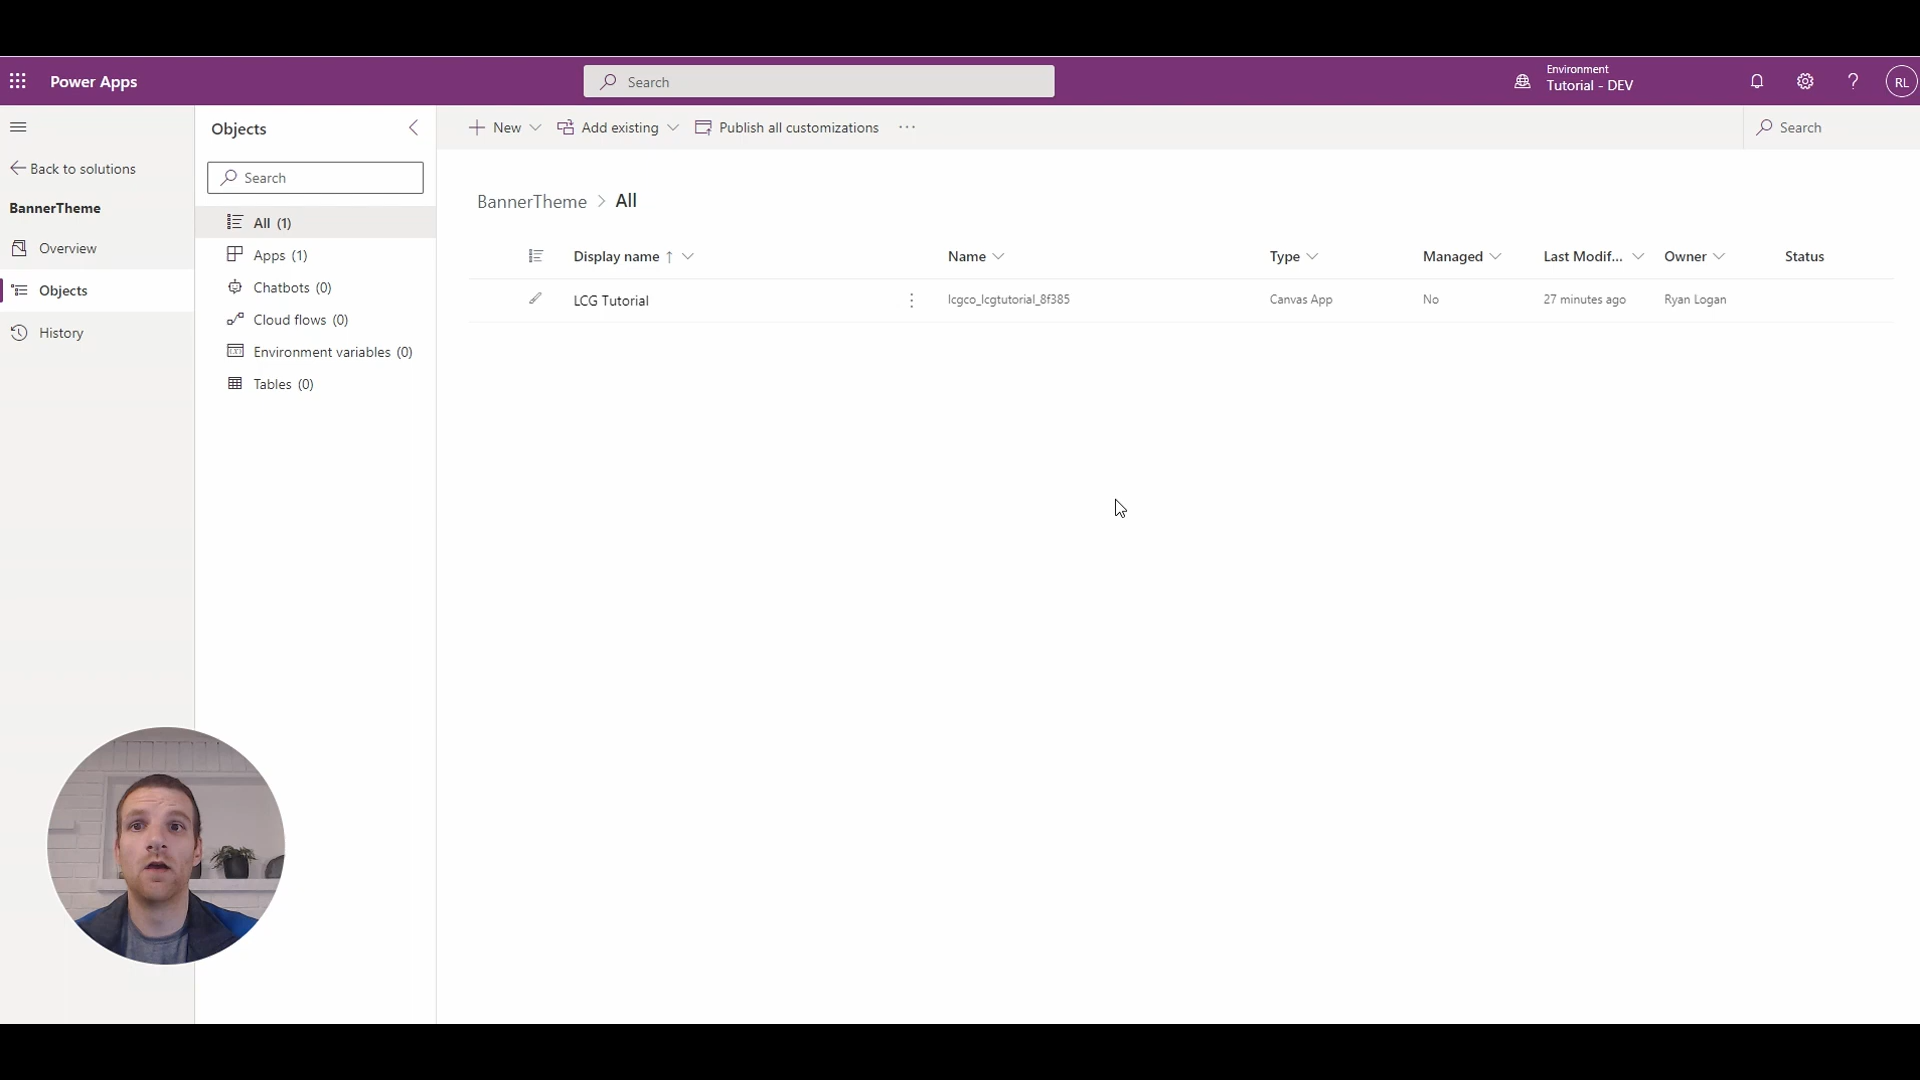 Power Apps
Search
Environment
Tutorial - DEV
?
RL
Objects
New
Add existing
Publish all customizations
...
Search
Back to solutions
Search
BannerTheme
BannerTheme > All
All (1)
Overview
Apps (1)
Display name ↑
Name
Type
Managed
Last Modif...
Owner
Status
Chatbots (0)
Objects
LCG Tutorial
lcgco_lcgtutorial_8f385
Canvas App
No
27 minutes ago
Ryan Logan
Cloud flows (0)
History
Environment variables (0)
Tables (0)